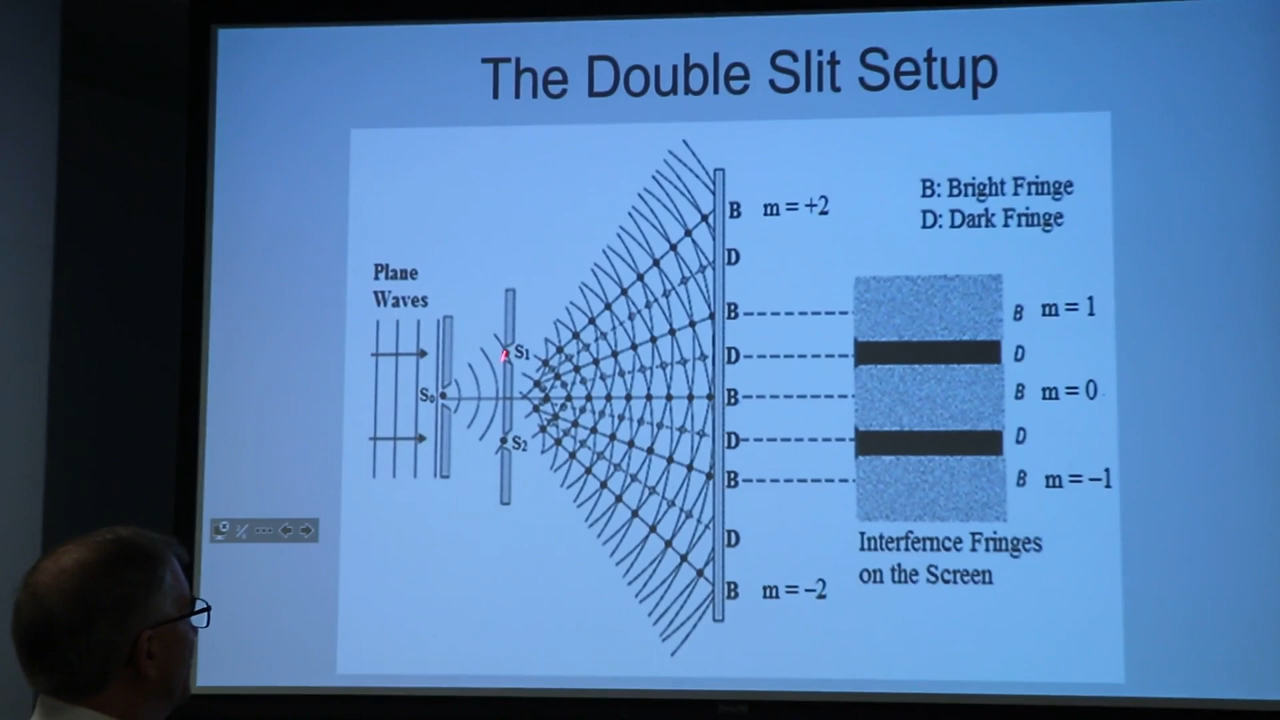 The Double Slit Setup
B: Bright Fringe
D: Dark Fringe
Plane
Waves
S₀
S₁
S₂
B m = +2
D
B
D
B
D
B
D
B m = −2
B m = 1
D
B m = 0
D
B m = −1
Interfernce Fringes
on the Screen